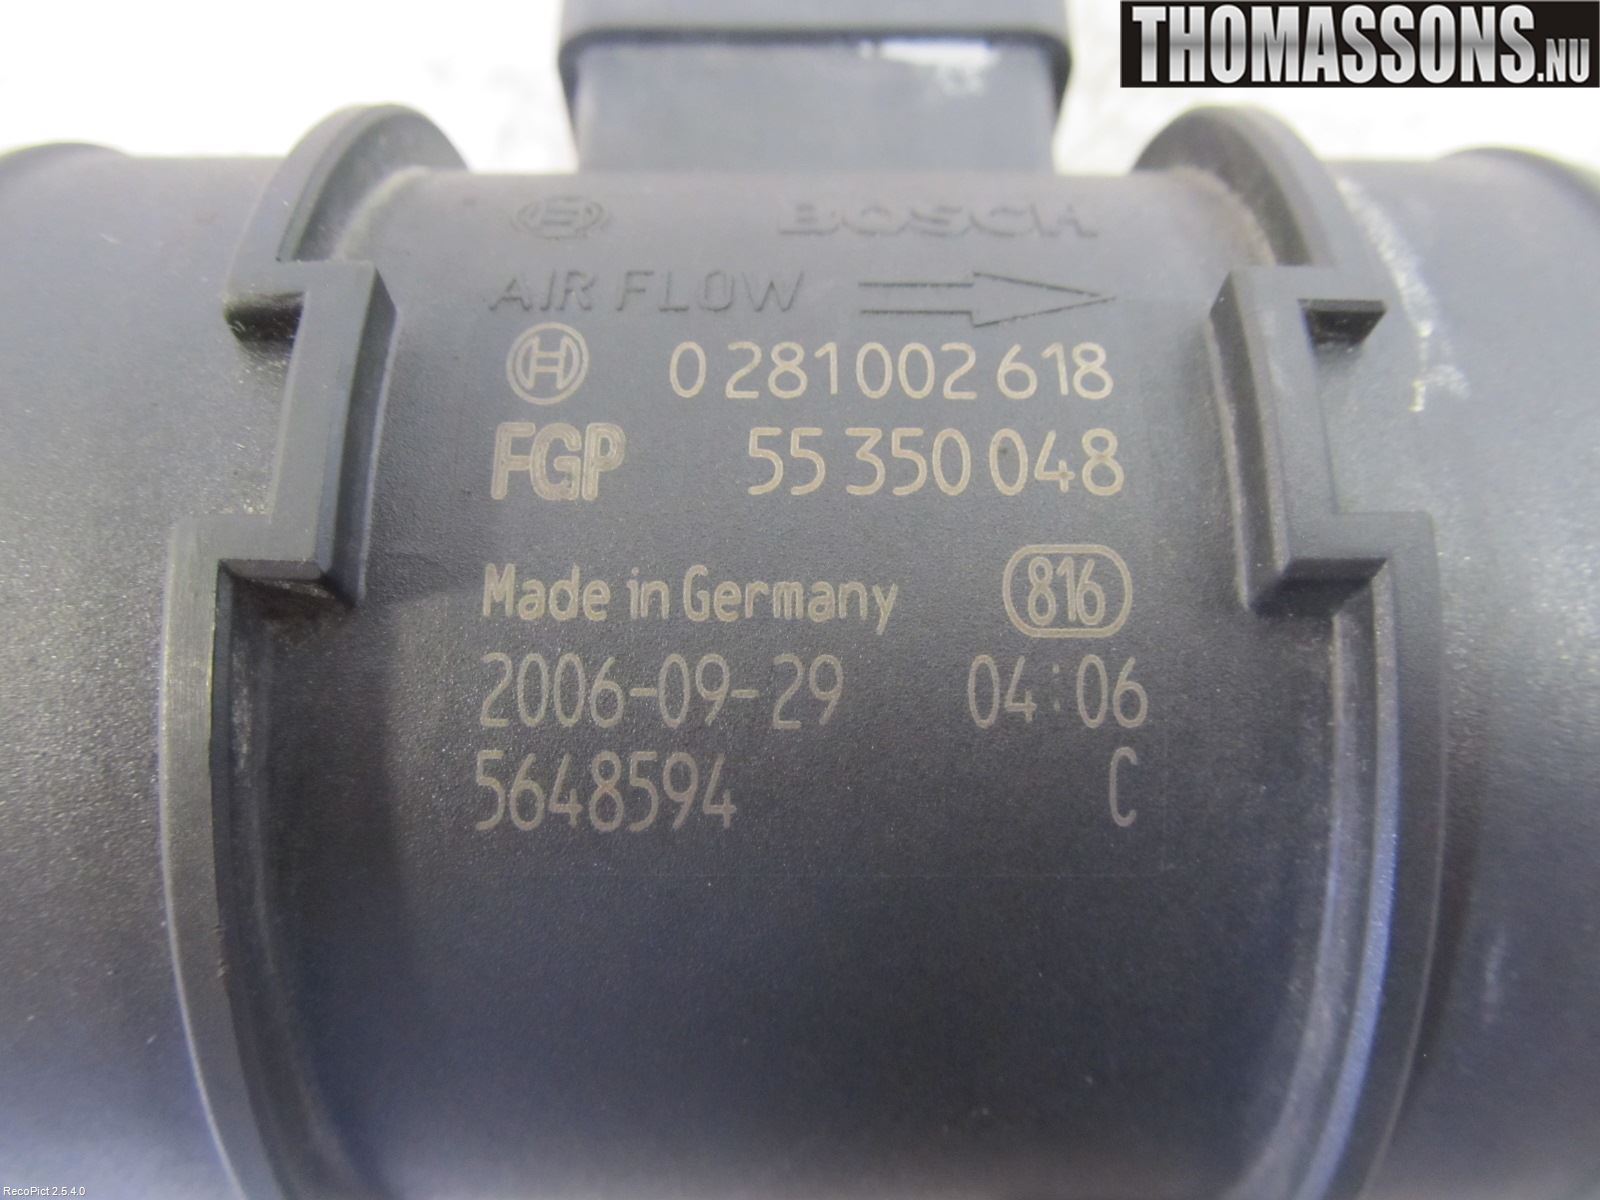 THOMASSONS.NU
BOSCH
AIR FLOW
0 281 002 618
FGP 55 350 048
Made in Germany 816
2006-09-29 04:06
5648594 C
RecoPict 2.5.4.0